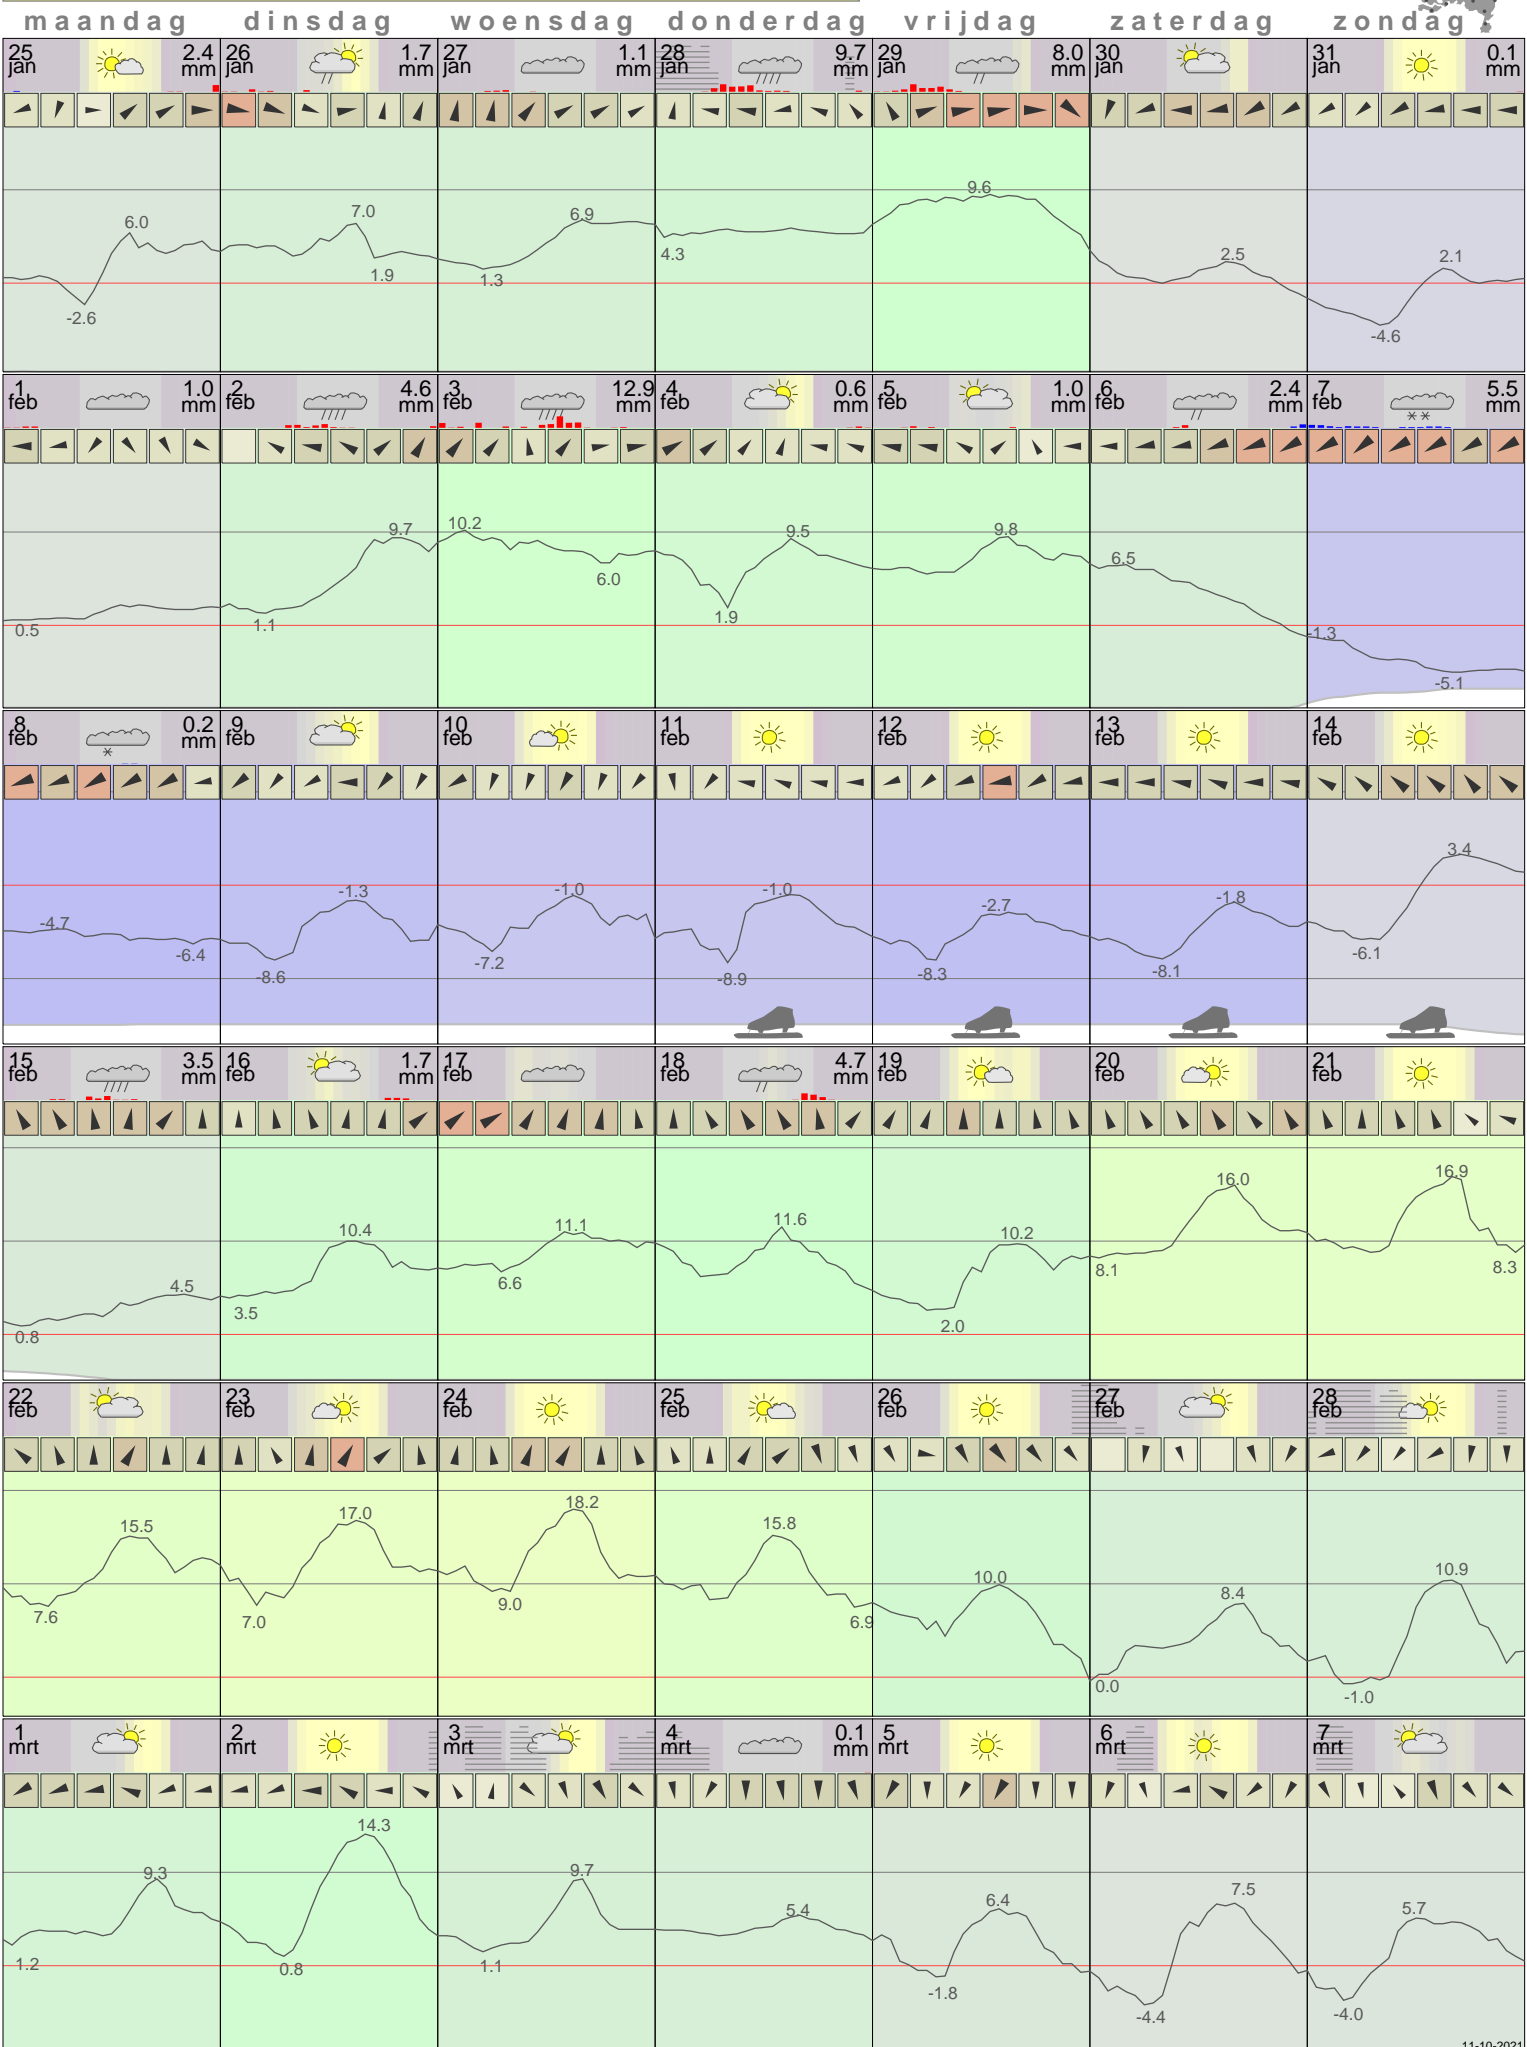 maandag dinsdag woensdag donderdag vrijdag zaterdag zondag
25 2.4 26 1.7 27 1.1 28 9.7 29 8.0 30 31 0.1
jan mm jan mm jan mm jan mm jan mm jan jan mm
6.0 7.0 6.9 9.6 2.5 2.1
-2.6 1.9 1.3 4.3 -4.6
1 1.0 2 4.6 3 12.9 4 0.6 5 1.0 6 2.4 7 5.5
feb mm feb mm feb mm feb mm feb mm feb mm feb mm
9.7 10.2 9.5 9.8 6.5
0.5 1.1 6.0 1.9 -1.3 -5.1
8 0.2 9 10 11 12 13 14
feb mm feb feb feb feb feb feb
-4.7 -1.3 -1.0 -1.0 -2.7 -1.8 3.4
-6.4 -8.6 -7.2 -8.9 -8.3 -8.1 -6.1
15 3.5 16 1.7 17 18 4.7 19 20 21
feb mm feb mm feb feb mm feb feb feb
4.5 10.4 11.1 11.6 10.2 16.0 16.9
0.8 3.5 6.6 2.0 8.1 8.3
22 23 24 25 26 27 28
feb feb feb feb feb feb feb
15.5 17.0 18.2 15.8 10.0 8.4 10.9
7.6 7.0 9.0 6.9 0.0 -1.0
1 2 3 4 0.1 5 6 7
mrt mrt mrt mrt mm mrt mrt mrt
9.3 14.3 9.7 5.4 6.4 7.5 5.7
1.2 0.8 1.1 -1.8 -4.4 -4.0
11-10-2021